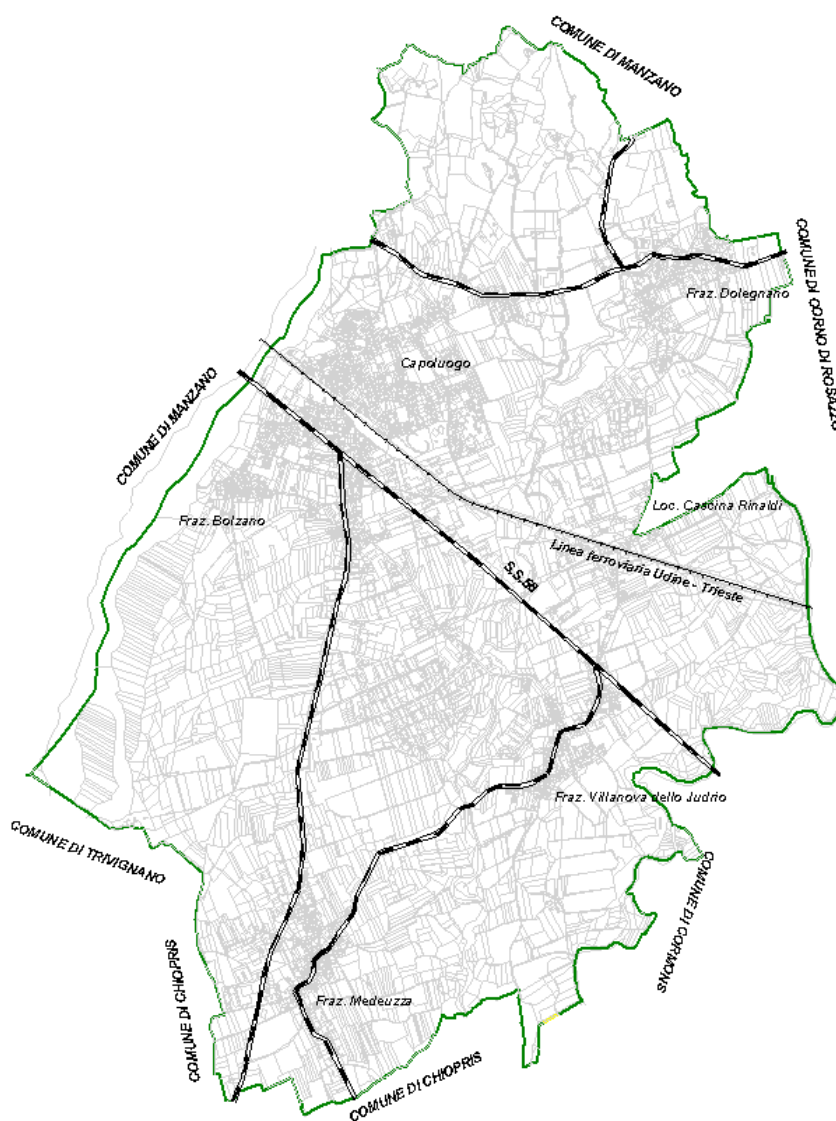 COMUNE DI MANZANO
COMUNE DI CORNO DI ROSAZZO
Fraz. Dolegnano
Capoluogo
COMUNE DI MANZANO
Loc. Cascina Rinaldi
Fraz. Bolzano
Linea ferroviaria Udine - Trieste
S.S.56
Fraz. Villanova dello Judrio
COMUNE DI TRIVIGNANO
COMUNE DI CORMONS
COMUNE DI CHIOPRIS
Fraz. Medeuzza
COMUNE DI CHIOPRIS